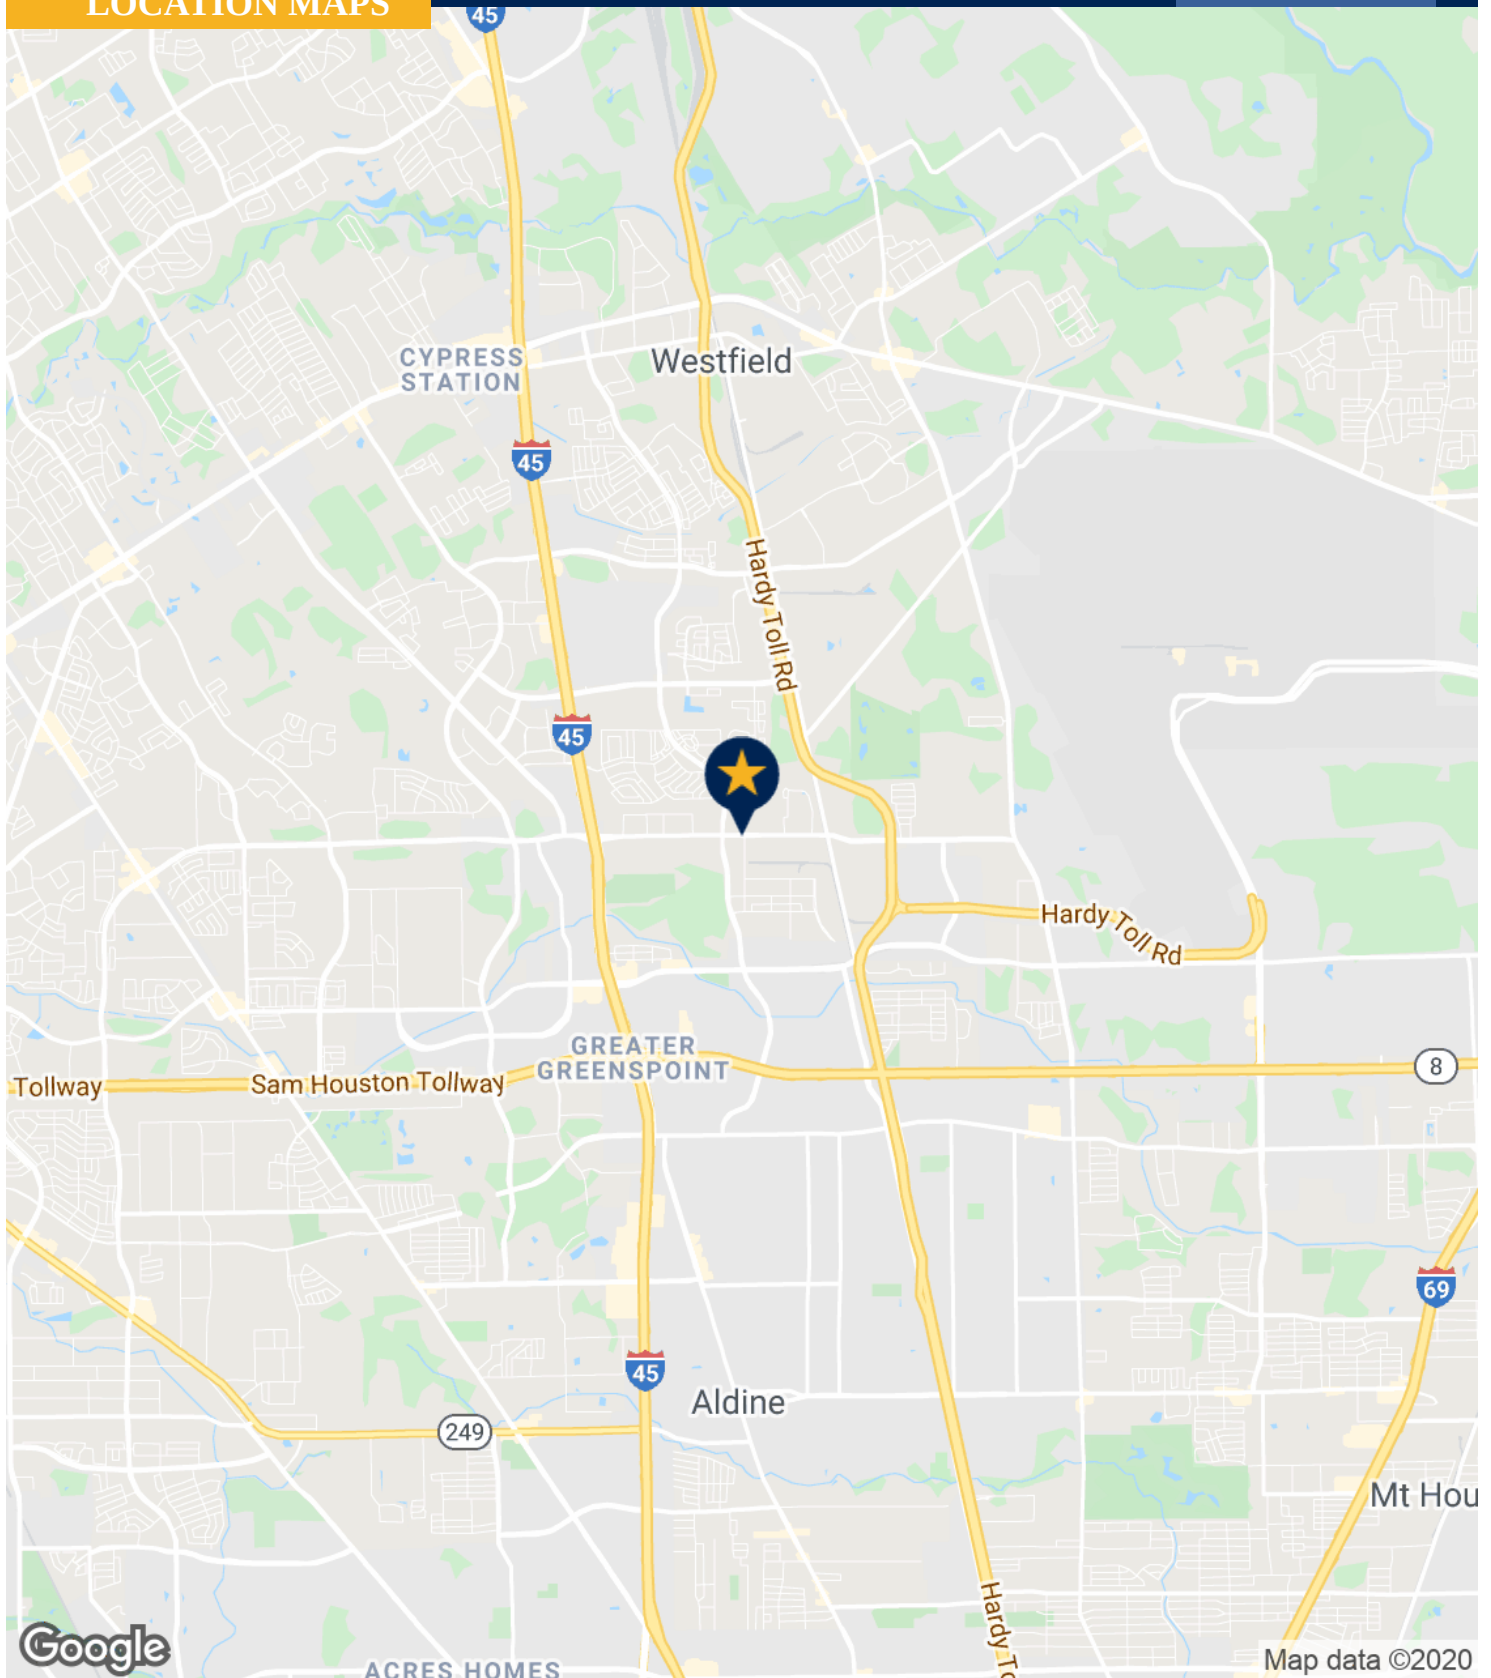 LOCATION MAPS
45
CYPRESS
STATION
Westfield
45
Hardy Toll Rd
45
Hardy Toll Rd
GREATER
GREENSPOINT
Tollway
Sam Houston Tollway
8
69
45
Aldine
249
Mt Hou
Hardy To
Google
Map data ©2020
ACRES HOMES